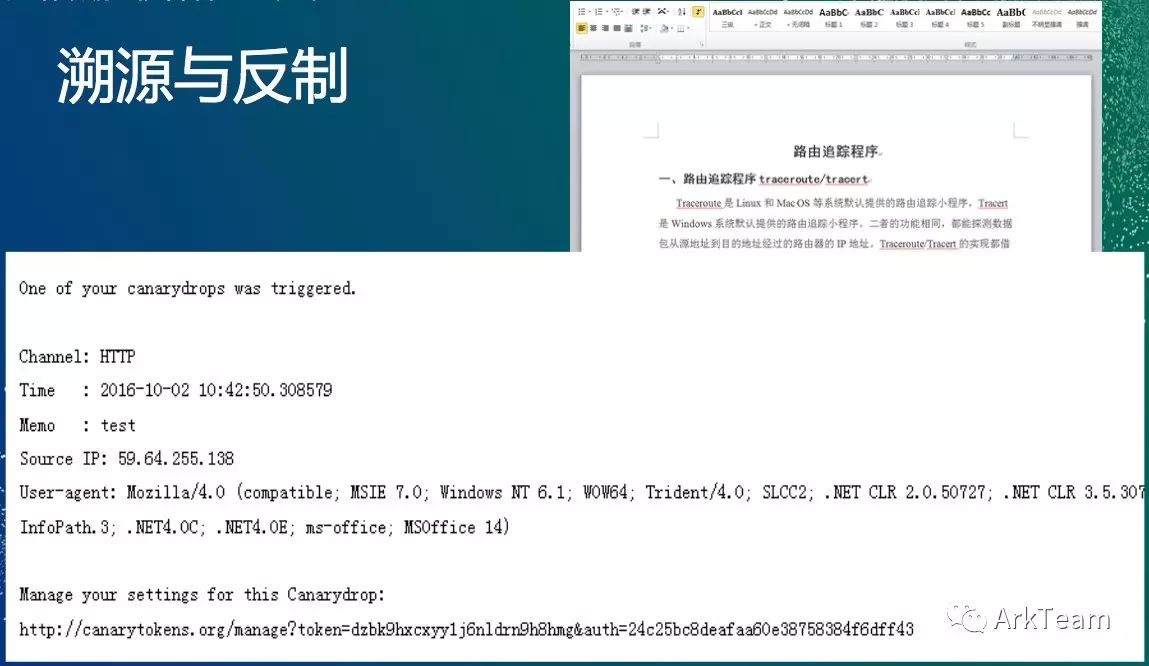 溯源与反制
AaBbCcI AaBbCcDd AaBbCcDd AaBbC AaBbC AaBbCcI AaBbCcI AaBbCc AaBb( AaBbCcDd AaBbCcDd
三级 正文 无间隔 标题 1 标题 2 标题 3 标题 4 标题 5 副标题 不明显强调 强调
段落 样式
路由追踪程序
一、路由追踪程序 traceroute/tracert
Traceroute 是 Linux 和 Mac OS 等系统默认提供的路由追踪小程序，Tracert
是 Windows 系统默认提供的路由追踪小程序。二者的功能相同，都能探测数据
包从源地址到目的地址经过的路由器的 IP 地址。Traceroute/Tracert 的实现都借
One of your canarydrops was triggered.
Channel: HTTP
Time : 2016-10-02 10:42:50.308579
Memo : test
Source IP: 59.64.255.138
User-agent: Mozilla/4.0 (compatible; MSIE 7.0; Windows NT 6.1; WOW64; Trident/4.0; SLCC2; .NET CLR 2.0.50727; .NET CLR 3.5.307
InfoPath.3; .NET4.0C; .NET4.0E; ms-office; MSOffice 14)
Manage your settings for this Canarydrop:
http://canarytokens.org/manage?token=dzbk9hxcxyy1j6nldrn9h8hmg&auth=24c25bc8deafaa60e38758384f6dff43
ArkTeam